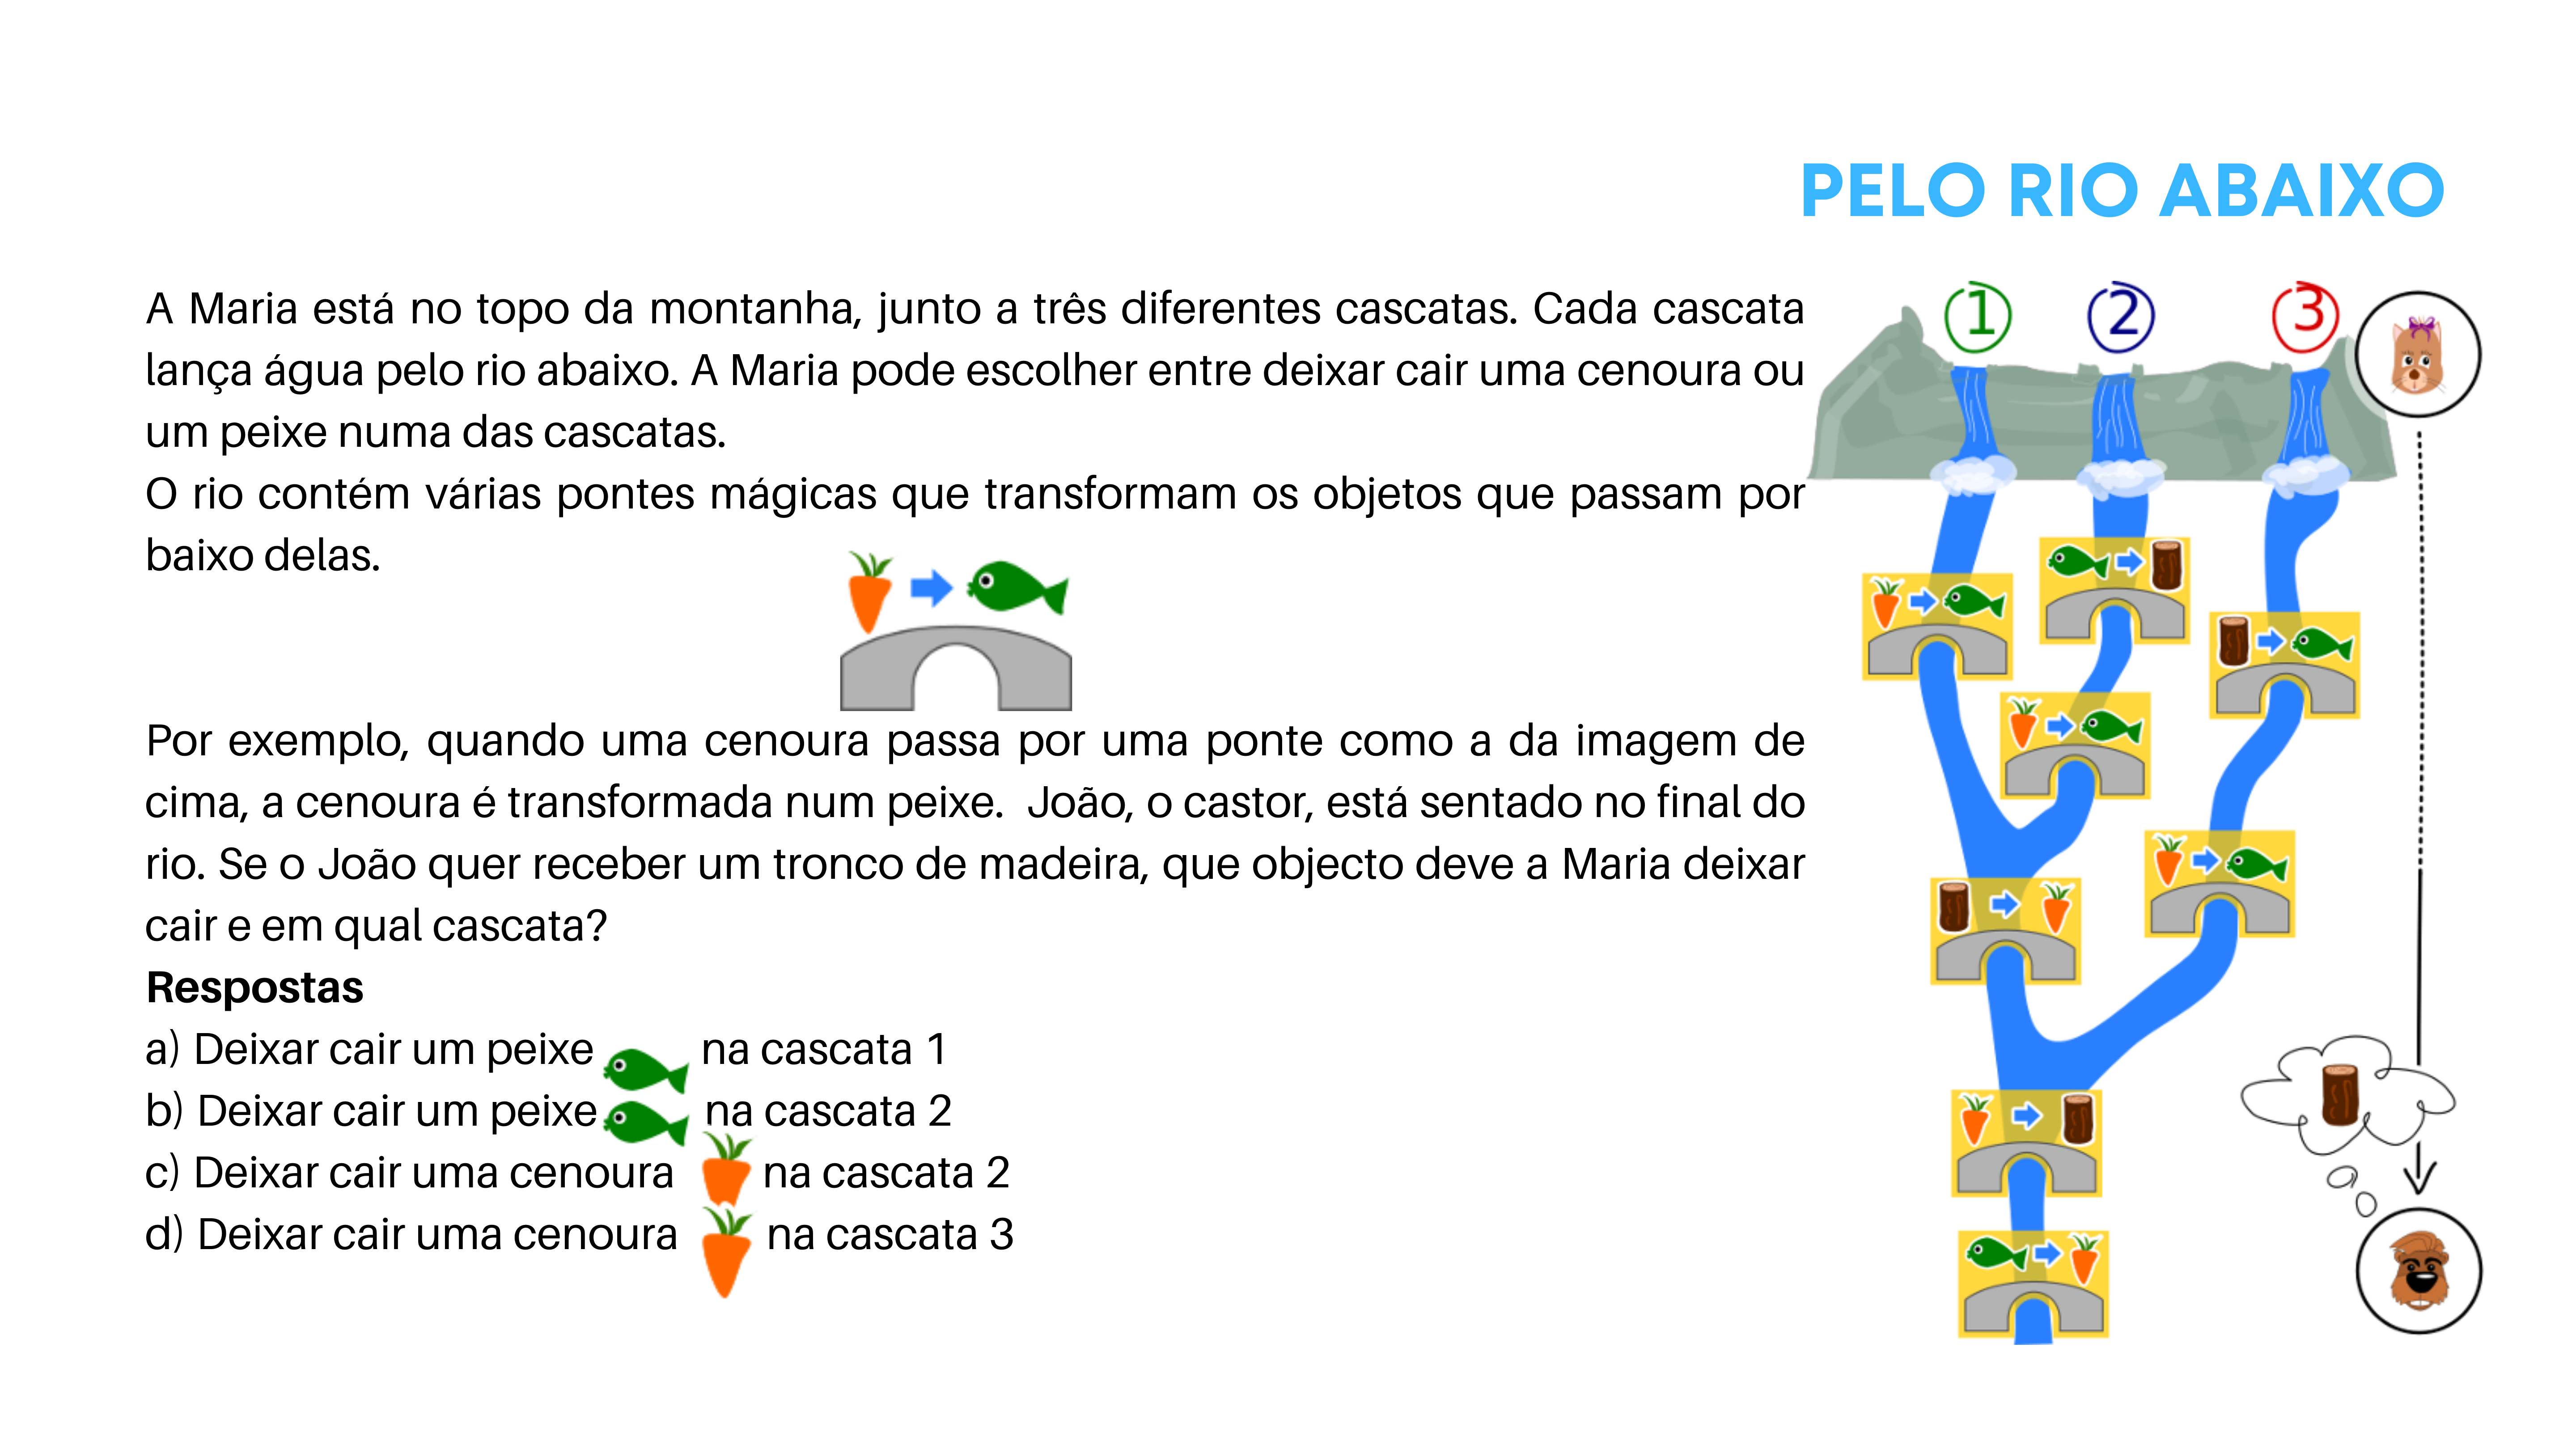 PELO RIO ABAIXO
A Maria está no topo da montanha, junto a três diferentes cascatas. Cada cascata
lança água pelo rio abaixo. A Maria pode escolher entre deixar cair uma cenoura ou
um peixe numa das cascatas.
O rio contém várias pontes mágicas que transformam os objetos que passam por
baixo delas.
Por exemplo, quando uma cenoura passa por uma ponte como a da imagem de
cima, a cenoura é transformada num peixe.  João, o castor, está sentado no final do
rio. Se o João quer receber um tronco de madeira, que objecto deve a Maria deixar
cair e em qual cascata?
Respostas
a) Deixar cair um peixe na cascata 1
b) Deixar cair um peixe na cascata 2
c) Deixar cair uma cenoura na cascata 2
d) Deixar cair uma cenoura na cascata 3
1 2 3